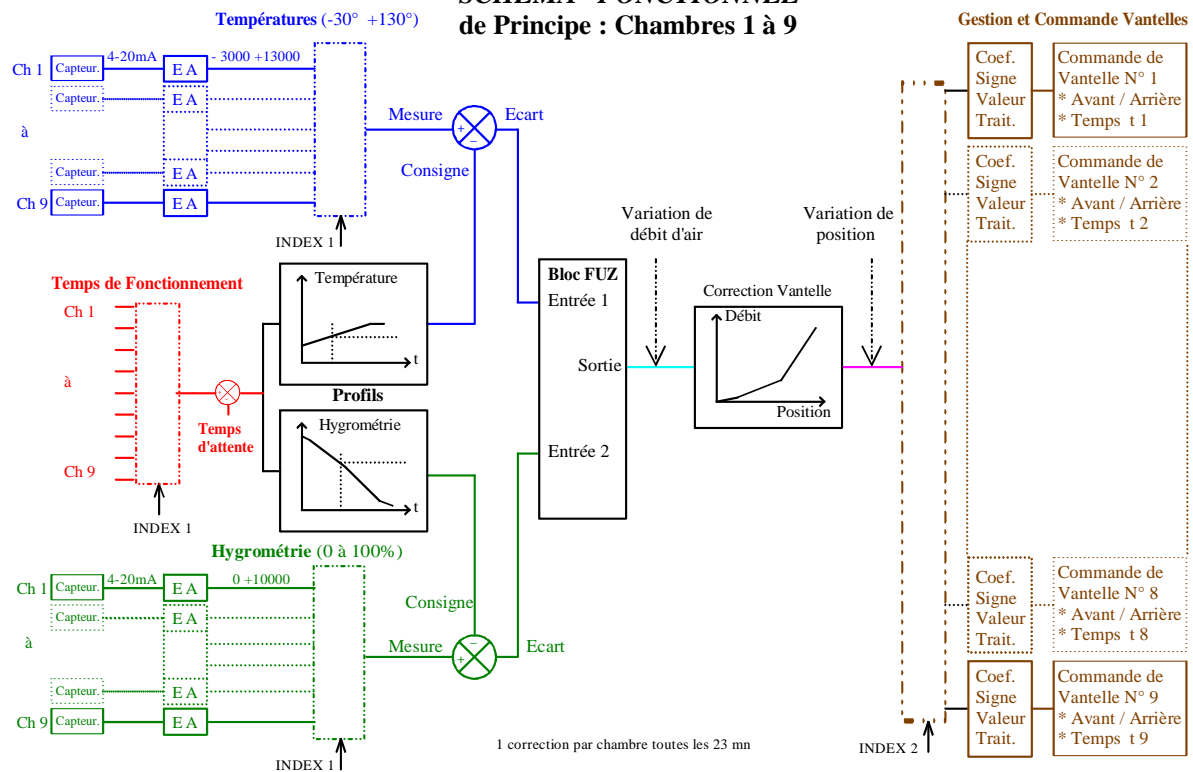 SCHEMA FONCTIONNEL
de Principe : Chambres 1 à 9
Températures (-30° +130°)
Ch 1
Capteur.
4-20mA
E A
- 3000 +13000
Capteur.
E A
à
Capteur.
E A
Ch 9
Capteur.
E A
INDEX 1
Mesure
+
−
Ecart
Consigne
Temps de Fonctionnement
Ch 1
à
Ch 9
INDEX 1
+
−
Temps
d'attente
Température
t
Profils
Hygrométrie
t
Hygrométrie (0 à 100%)
Ch 1
Capteur.
4-20mA
E A
0 +10000
Capteur.
E A
à
Capteur.
E A
Ch 9
Capteur.
E A
INDEX 1
Consigne
Mesure
−
+
Ecart
Bloc FUZ
Entrée 1
Sortie
Entrée 2
Variation de
débit d'air
Correction Vantelle
Débit
Position
Variation de
position
1 correction par chambre toutes les 23 mn
INDEX 2
Gestion et Commande Vantelles
Coef.
Signe
Valeur
Trait.
Commande de
Vantelle N° 1
* Avant / Arrière
* Temps t 1
Coef.
Signe
Valeur
Trait.
Commande de
Vantelle N° 2
* Avant / Arrière
* Temps t 2
Coef.
Signe
Valeur
Trait.
Commande de
Vantelle N° 8
* Avant / Arrière
* Temps t 8
Coef.
Signe
Valeur
Trait.
Commande de
Vantelle N° 9
* Avant / Arrière
* Temps t 9